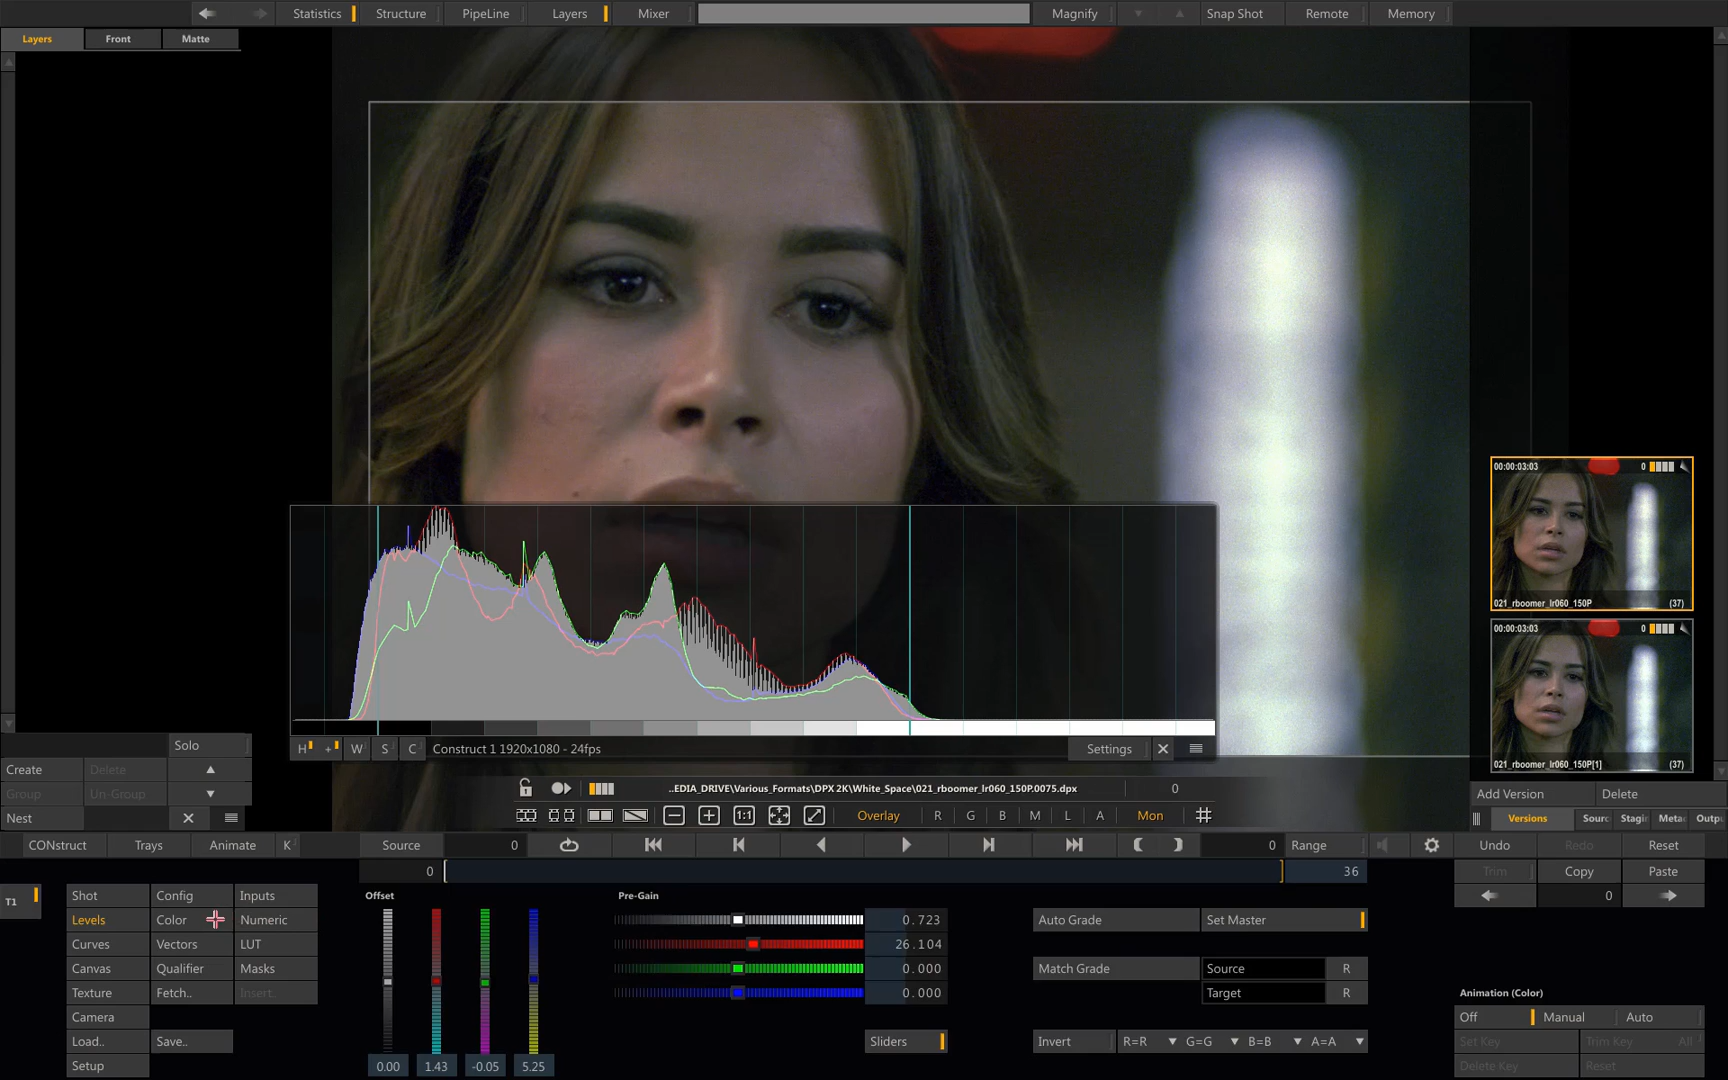 Statistics Structure PipeLine Layers Mixer Magnify Snap Shot Remote Memory
Layers Front Matte
00:00:03:03 0
021_rboomer_lr060_150P (37)
00:00:03:03 0
021_rboomer_lr060_150P[1] (37)
Solo
Create Delete
Group Un-Group
Nest
H + W S C Construct 1 1920x1080 - 24fps Settings
..EDIA_DRIVE\Various_Formats\DPX 2K\White_Space\021_rboomer_lr060_150P.0075.dpx 0
1:1 Overlay R G B M L A Mon
Add Version Delete
Versions Sourc Stagi Meta Outpu
CONstruct Trays Animate K Source 0 0 Range Undo Redo Reset
0 36 Trim Copy Paste
0
T1
Shot Config Inputs
Levels Color Numeric
Curves Vectors LUT
Canvas Qualifier Masks
Texture Fetch.. Insert..
Camera
Load.. Save..
Setup
Offset
0.00 1.43 -0.05 5.25
Pre-Gain
0.723
26.104
0.000
0.000
Sliders
Auto Grade Set Master
Match Grade Source R
Target R
Invert R=R G=G B=B A=A
Animation (Color)
Off Manual Auto
Set Key Trim Key All
Delete Key Reset